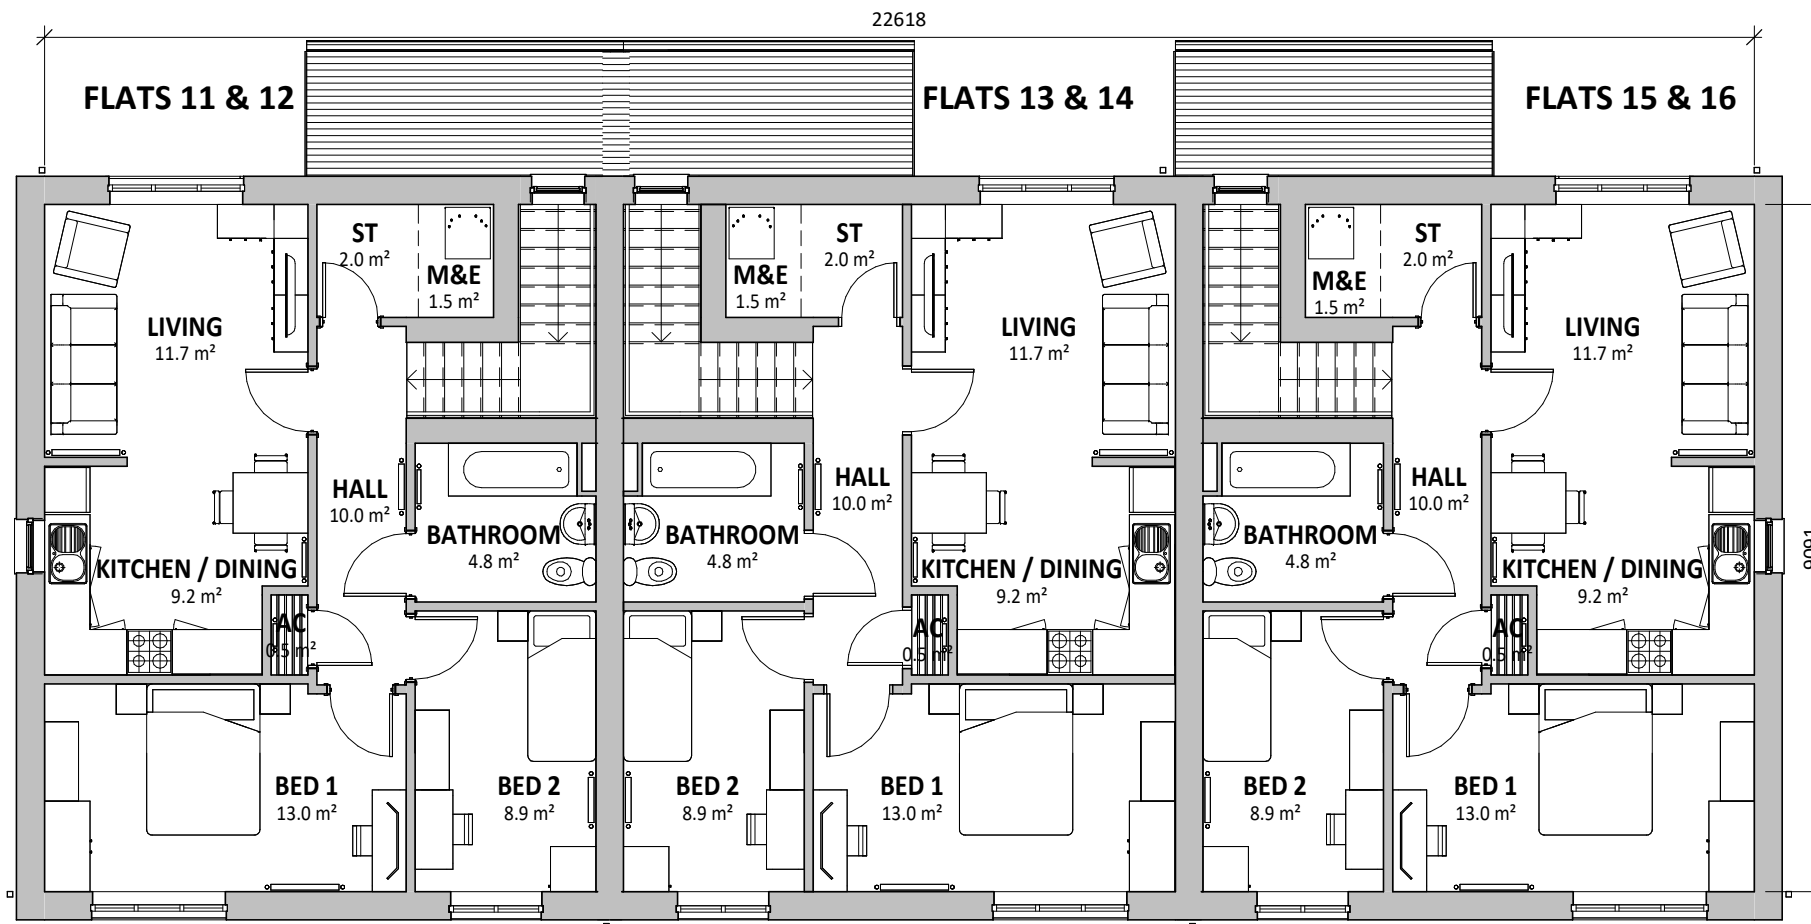 22618
FLATS 11 & 12
FLATS 13 & 14
FLATS 15 & 16
ST
2.0 m²
M&E
1.5 m²
LIVING
11.7 m²
HALL
10.0 m²
BATHROOM
4.8 m²
KITCHEN / DINING
9.2 m²
AC
0.5 m²
BED 1
13.0 m²
BED 2
8.9 m²
M&E
1.5 m²
ST
2.0 m²
LIVING
11.7 m²
HALL
10.0 m²
BATHROOM
4.8 m²
KITCHEN / DINING
9.2 m²
AC
0.5 m²
BED 2
8.9 m²
BED 1
13.0 m²
M&E
1.5 m²
ST
2.0 m²
LIVING
11.7 m²
HALL
10.0 m²
BATHROOM
4.8 m²
KITCHEN / DINING
9.2 m²
AC
0.5 m²
BED 2
8.9 m²
BED 1
13.0 m²